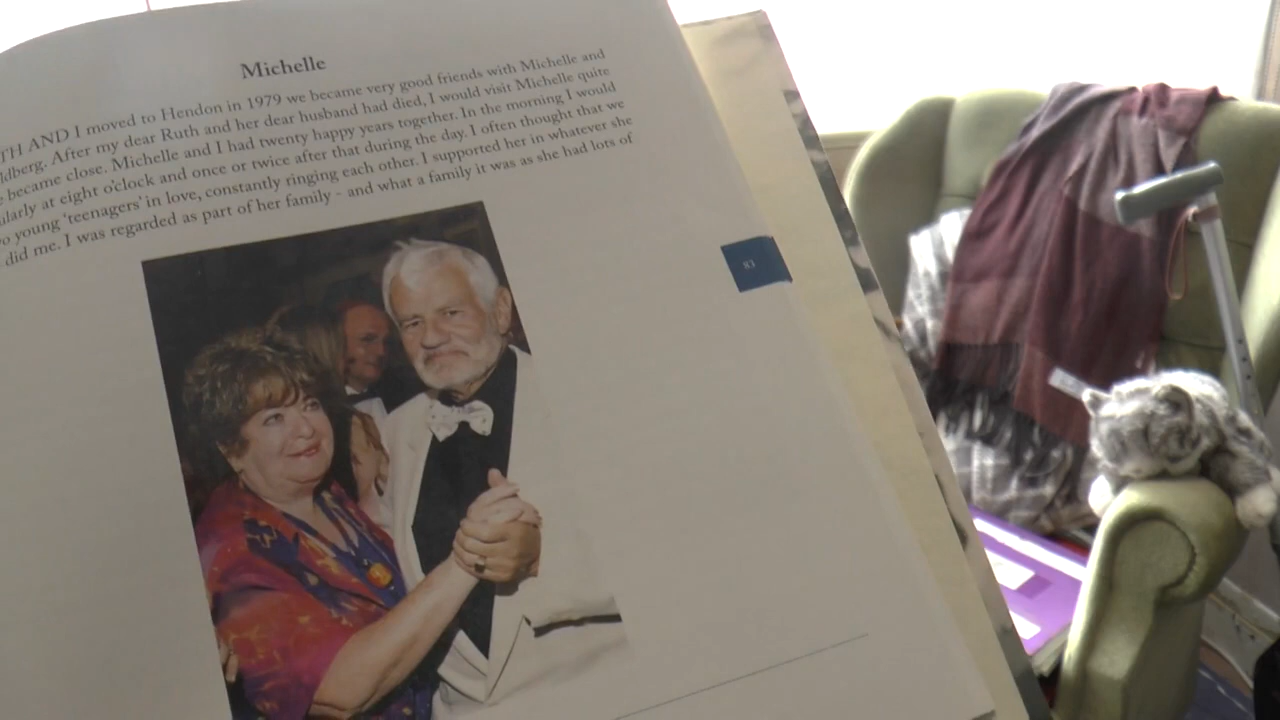 Michelle
TH AND I moved to Hendon in 1979 we became very good friends with Michelle and
ldberg. After my dear Ruth and her dear husband had died, I would visit Michelle quite
e became close. Michelle and I had twenty happy years together. In the morning I would
ilarly at eight o'clock and once or twice after that during the day. I often thought that we
o young 'teenagers' in love, constantly ringing each other. I supported her in whatever she
did me. I was regarded as part of her family - and what a family it was as she had lots of
83